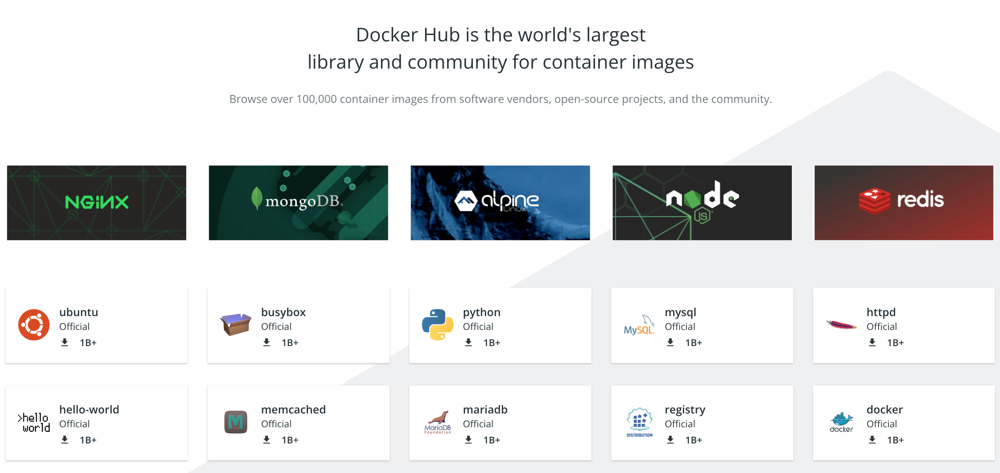 Docker Hub is the world's largest
library and community for container images
Browse over 100,000 container images from software vendors, open-source projects, and the community.
NGiNX
mongoDB®
alpine
Linux
node
JS®
redis
ubuntu
Official
1B+
busybox
Official
1B+
python
Official
1B+
MySQL™
mysql
Official
1B+
httpd
Official
1B+
>hello
world
hello-world
Official
1B+
M
memcached
Official
1B+
MariaDB
Foundation
mariadb
Official
1B+
DISTRIBUTION
registry
Official
1B+
docker
docker
Official
1B+